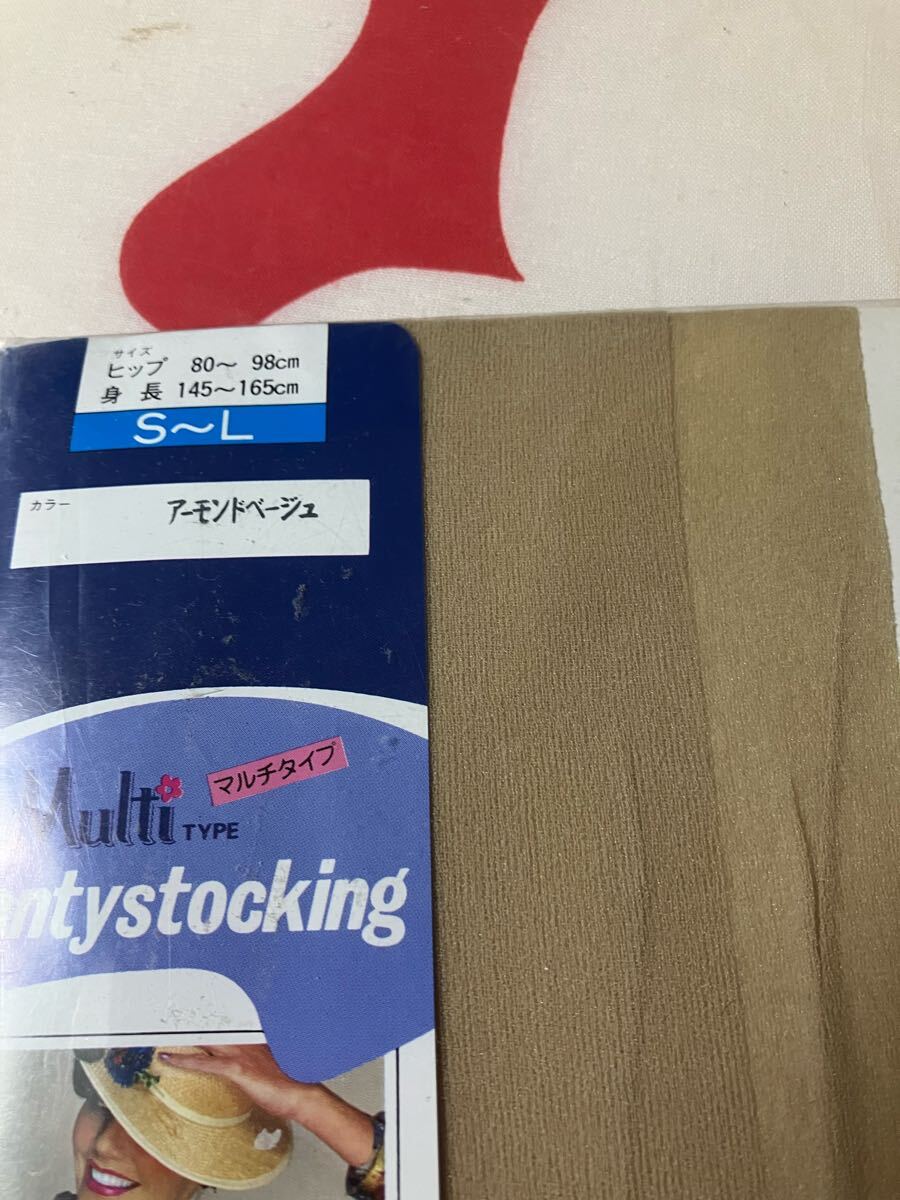 サイズ
ヒップ 80～98cm
身長 145～165cm
S～L
カラー アーモンドベージュ
Multi TYPE マルチタイプ
ntystocking